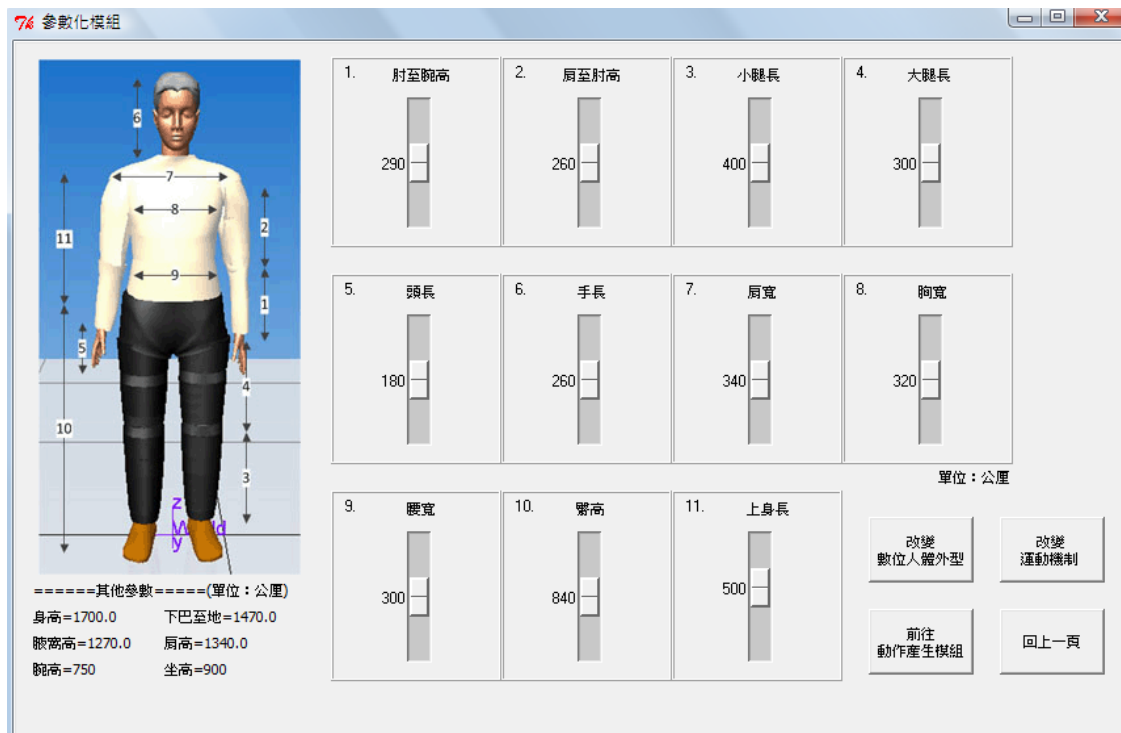 參數化模組
6
7
8
2
11
9
1
5
4
10
3
z
y
======其他參數=====(單位：公厘)
身高=1700.0 下巴至地=1470.0
腋窩高=1270.0 肩高=1340.0
腕高=750 坐高=900
1. 肘至腕高
290
2. 肩至肘高
260
3. 小腿長
400
4. 大腿長
300
5. 頭長
180
6. 手長
260
7. 肩寬
340
8. 胸寬
320
單位：公厘
9. 腰寬
300
10. 臀高
840
11. 上身長
500
改變
數位人體外型
改變
運動機制
前往
動作產生模組
回上一頁